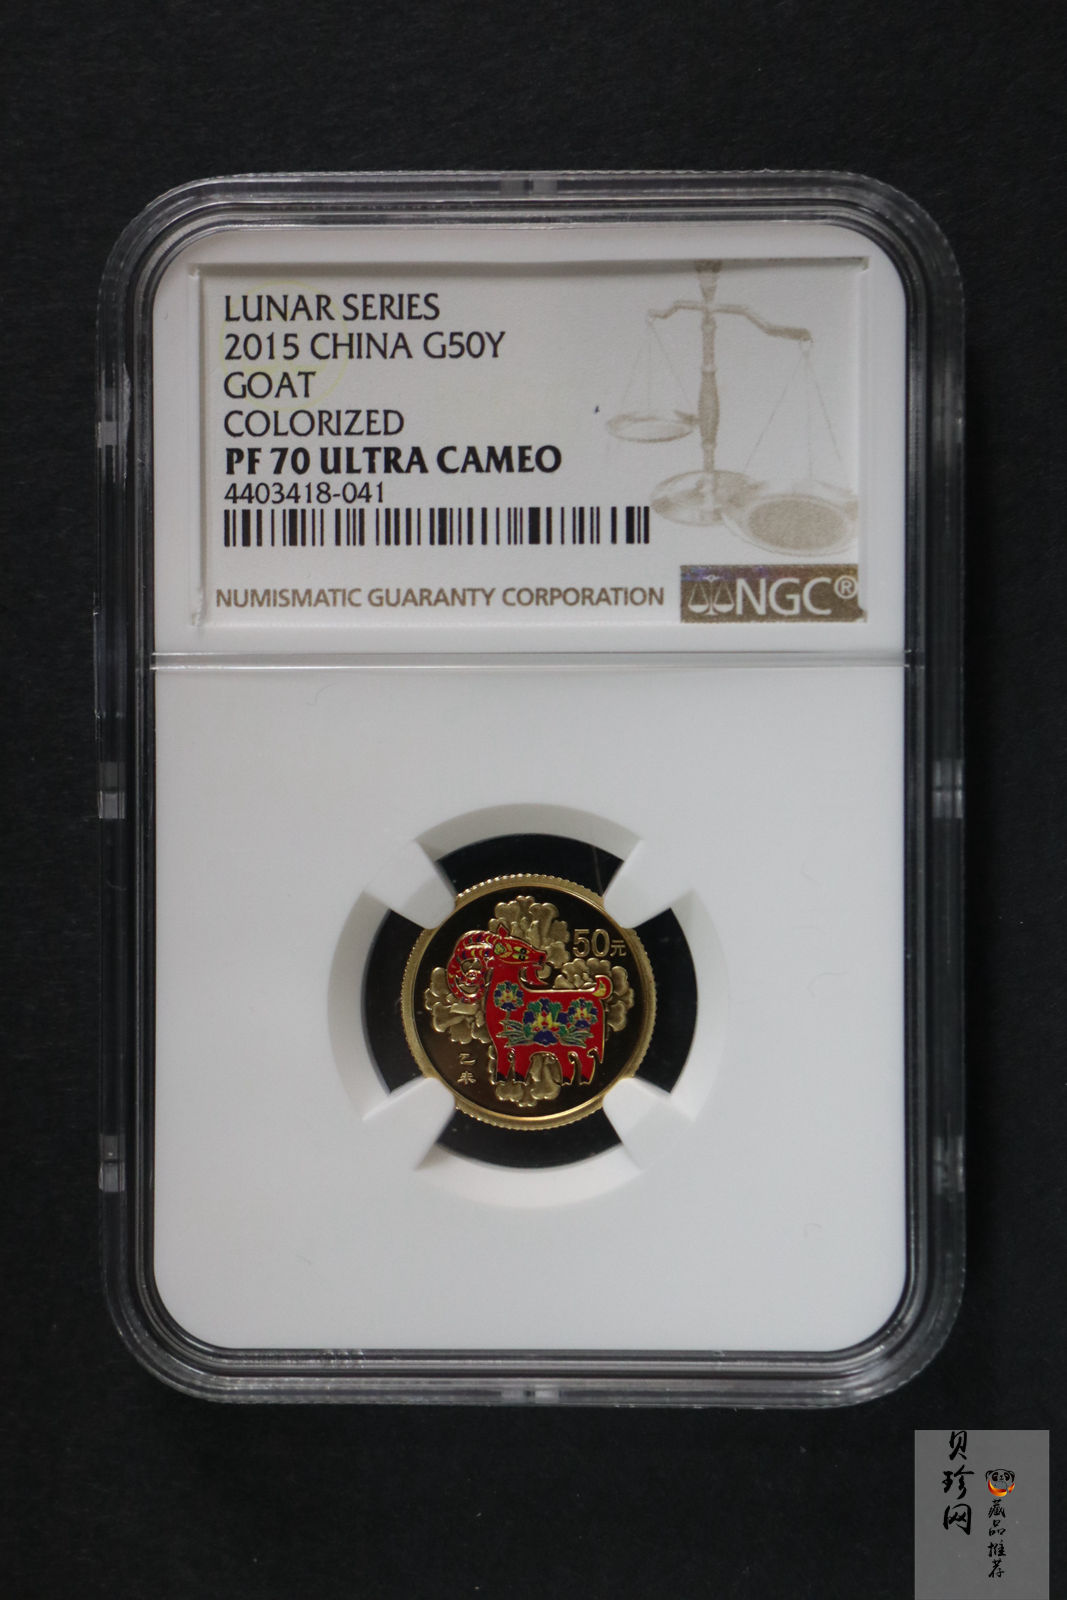 LUNAR SERIES
2015 CHINA G50Y
GOAT
COLORIZED
PF 70 ULTRA CAMEO
4403418-041
NUMISMATIC GUARANTY CORPORATION
NGC®
50元
乙未
贝珍网
藏品推荐